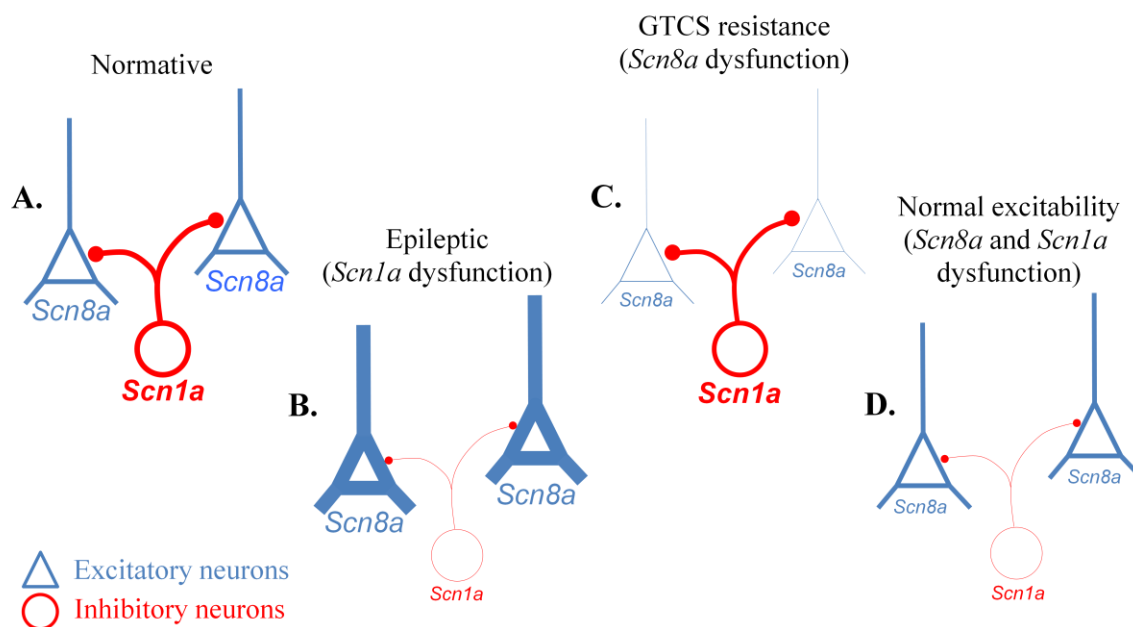 Normative
A.
Scn8a
Scn8a
Scn1a
Epileptic
(Scn1a dysfunction)
B.
Scn8a
Scn8a
Scn1a
GTCS resistance
(Scn8a dysfunction)
C.
Scn8a
Scn8a
Scn1a
Normal excitability
(Scn8a and Scn1a
dysfunction)
D.
Scn8a
Scn8a
Scn1a
Excitatory neurons
Inhibitory neurons